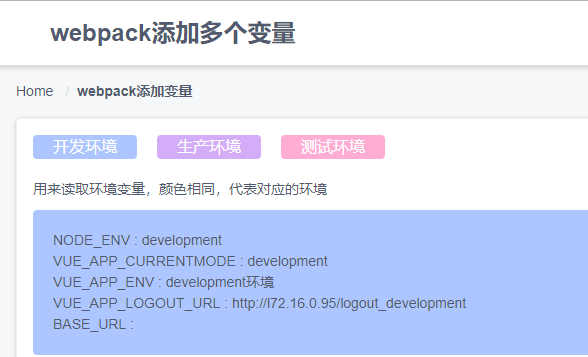 webpack添加多个变量
Home / webpack添加变量
开发环境 生产环境 测试环境
用来读取环境变量，颜色相同，代表对应的环境
NODE_ENV : development
VUE_APP_CURRENTMODE : development
VUE_APP_ENV : development环境
VUE_APP_LOGOUT_URL : http://l72.16.0.95/logout_development
BASE_URL :